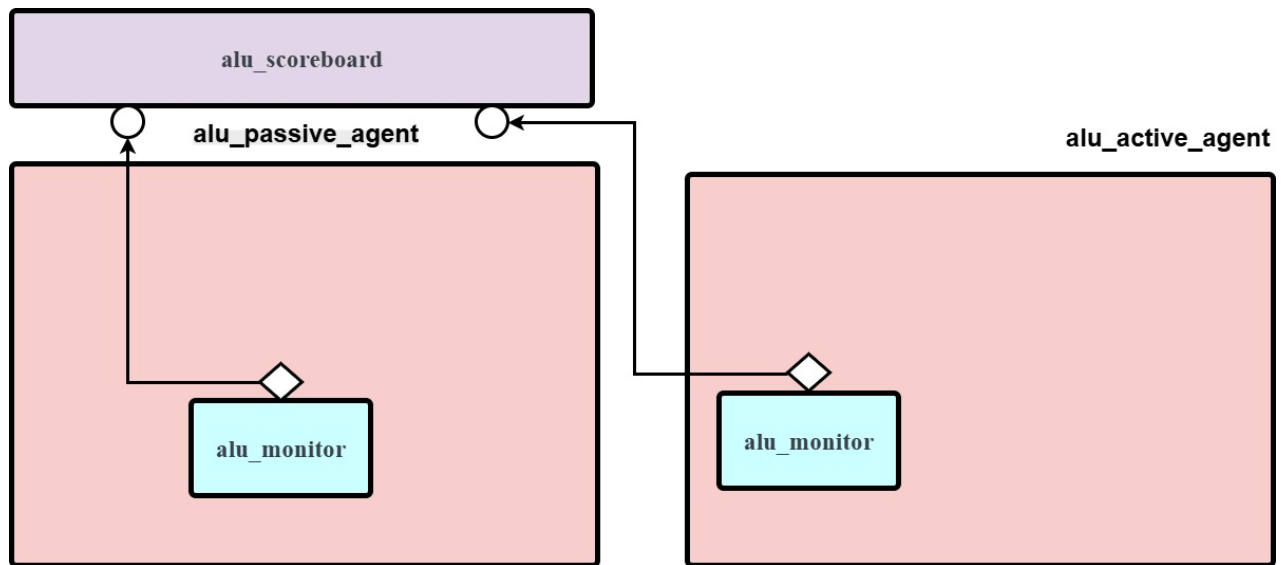 alu_scoreboard
alu_passive_agent
alu_active_agent
alu_monitor
alu_monitor